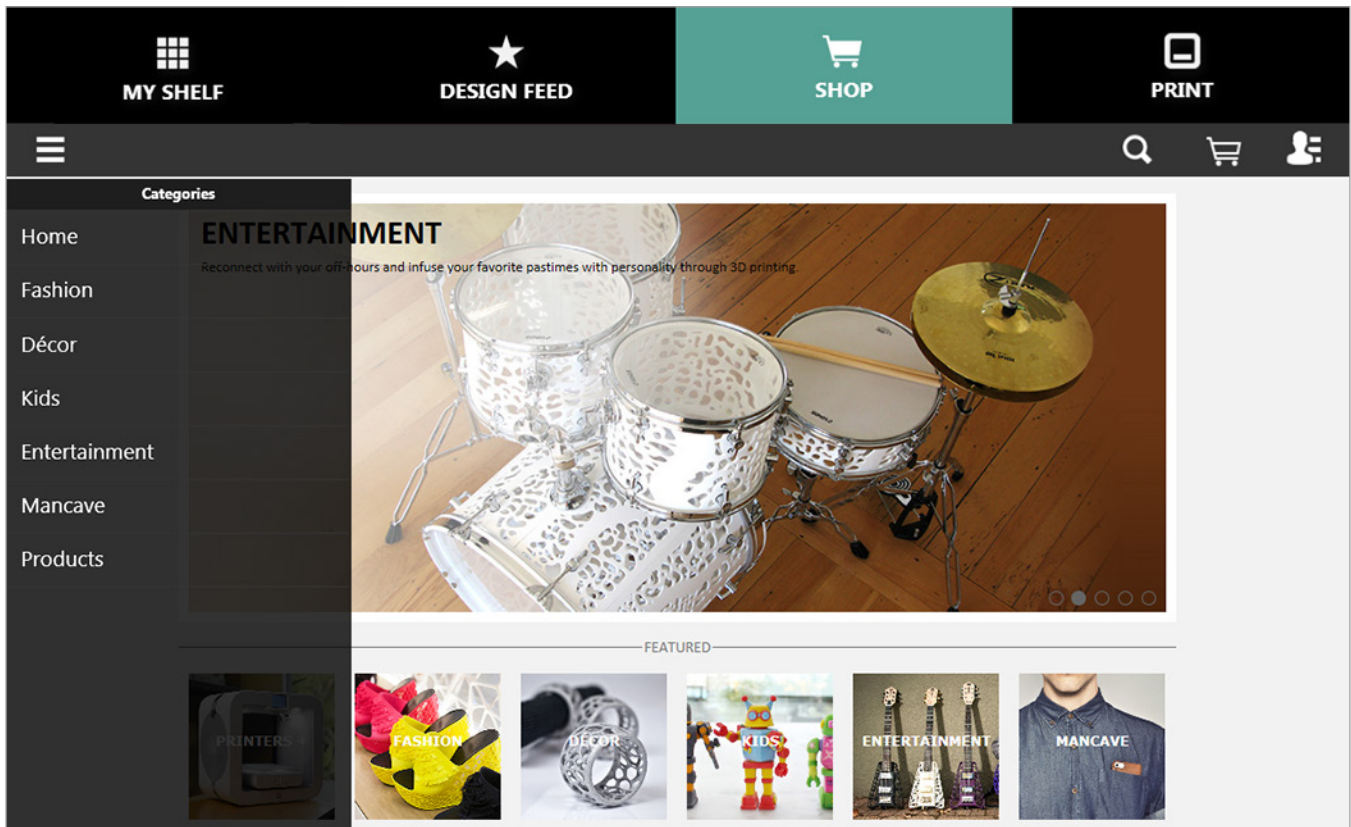 MY SHELF
DESIGN FEED
SHOP
PRINT
Categories
Home
Fashion
Décor
Kids
Entertainment
Mancave
Products
ENTERTAINMENT
Reconnect with your off-hours and infuse your favorite pastimes with personality through 3D printing.
FEATURED
PRINTERS +
FASHION
DÉCOR
KIDS
ENTERTAINMENT
MANCAVE